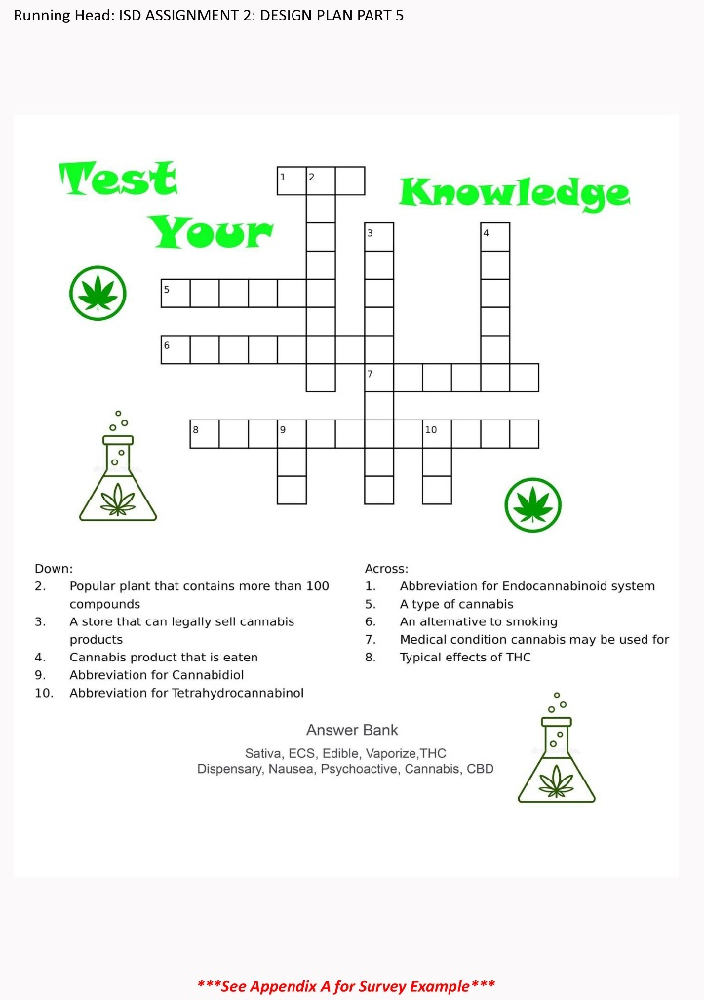 Running Head: ISD ASSIGNMENT 2: DESIGN PLAN PART 5
Test
Your
Knowledge
1 2
3 4
5
6
7
8 9 10
Down:
2. Popular plant that contains more than 100
compounds
3. A store that can legally sell cannabis
products
4. Cannabis product that is eaten
9. Abbreviation for Cannabidiol
10. Abbreviation for Tetrahydrocannabinol
Across:
1. Abbreviation for Endocannabinoid system
5. A type of cannabis
6. An alternative to smoking
7. Medical condition cannabis may be used for
8. Typical effects of THC
Answer Bank
Sativa, ECS, Edible, Vaporize,THC
Dispensary, Nausea, Psychoactive, Cannabis, CBD
***See Appendix A for Survey Example***